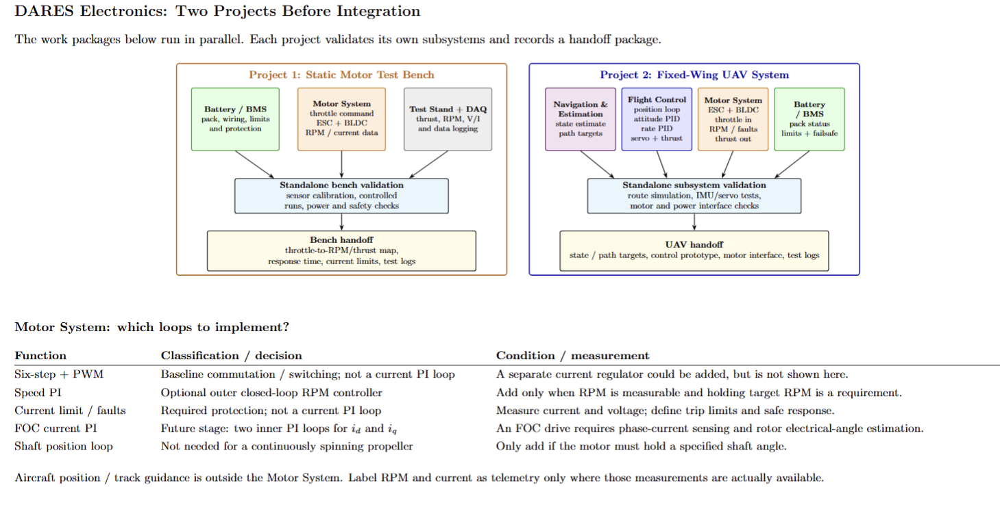 DARES Electronics: Two Projects Before Integration
The work packages below run in parallel. Each project validates its own subsystems and records a handoff package.
Project 1: Static Motor Test Bench
Battery / BMS
pack, wiring, limits
and protection
Motor System
throttle command
ESC + BLDC
RPM / current data
Test Stand + DAQ
thrust, RPM, V/I
and data logging
Standalone bench validation
sensor calibration, controlled
runs, power and safety checks
Bench handoff
throttle-to-RPM/thrust map,
response time, current limits, test logs
Project 2: Fixed-Wing UAV System
Navigation &
Estimation
state estimate
path targets
Flight Control
position loop
attitude PID
rate PID
servo + thrust
Motor System
ESC + BLDC
throttle in
RPM / faults
thrust out
Battery
/ BMS
pack status
limits + failsafe
Standalone subsystem validation
route simulation, IMU/servo tests,
motor and power interface checks
UAV handoff
state / path targets, control prototype, motor interface, test logs
Motor System: which loops to implement?
Function Classification / decision Condition / measurement
Six-step + PWM Baseline commutation / switching; not a current PI loop A separate current regulator could be added, but is not shown here.
Speed PI Optional outer closed-loop RPM controller Add only when RPM is measurable and holding target RPM is a requirement.
Current limit / faults Required protection; not a current PI loop Measure current and voltage; define trip limits and safe response.
FOC current PI Future stage: two inner PI loops for i_d and i_q An FOC drive requires phase-current sensing and rotor electrical-angle estimation.
Shaft position loop Not needed for a continuously spinning propeller Only add if the motor must hold a specified shaft angle.
Aircraft position / track guidance is outside the Motor System. Label RPM and current as telemetry only where those measurements are actually available.